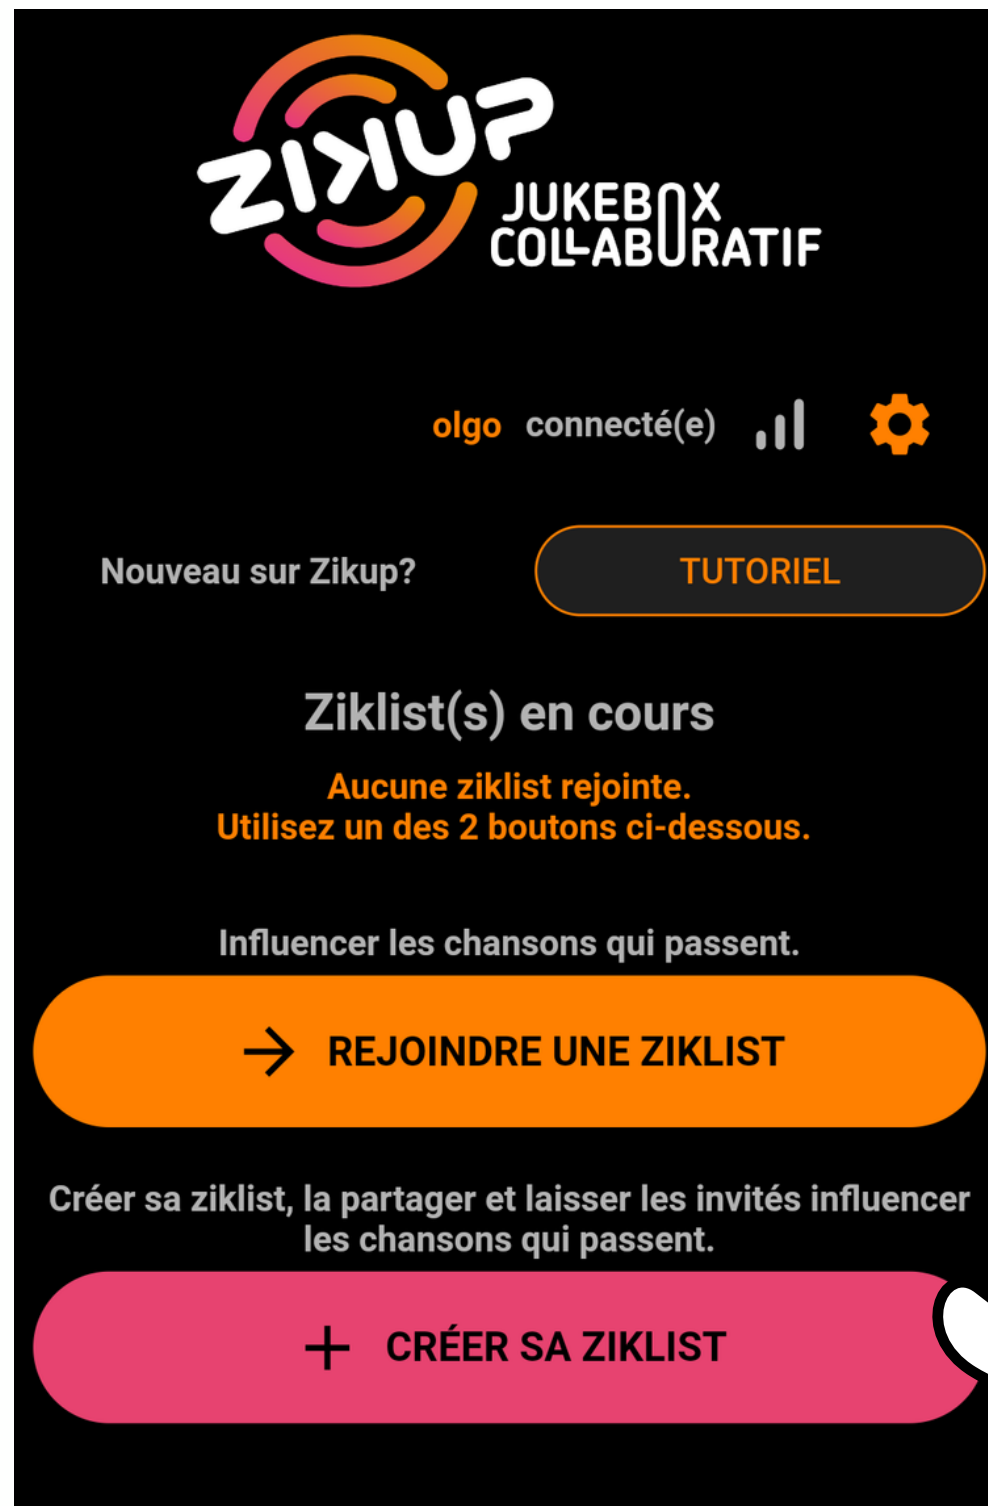 ZIKUP
JUKEBOX
COLLABORATIF
olgo connecté(e)
Nouveau sur Zikup? TUTORIEL
Ziklist(s) en cours
Aucune ziklist rejointe.
Utilisez un des 2 boutons ci-dessous.
Influencer les chansons qui passent.
REJOINDRE UNE ZIKLIST
Créer sa ziklist, la partager et laisser les invités influencer
les chansons qui passent.
CRÉER SA ZIKLIST